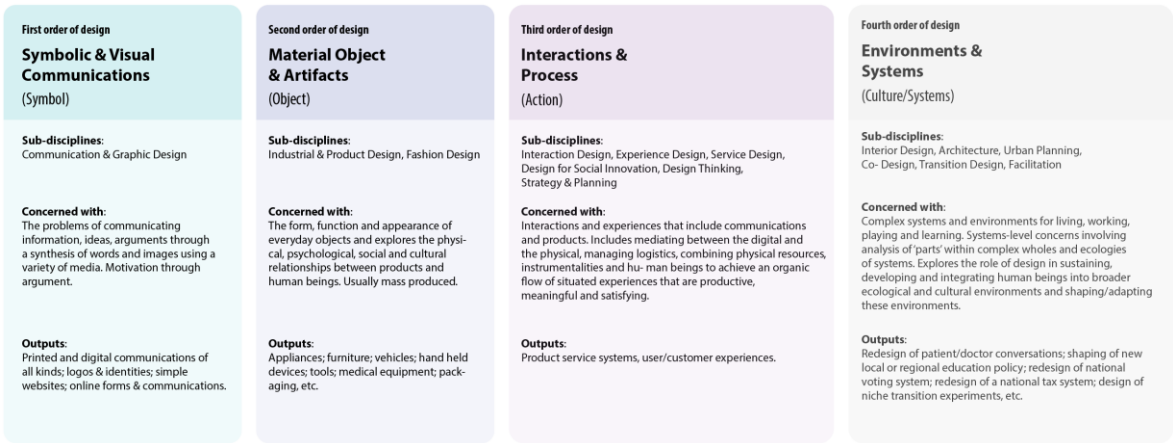 First order of design
Symbolic & Visual
Communications
(Symbol)
Sub-disciplines:
Communication & Graphic Design
Concerned with:
The problems of communicating
information, ideas, arguments through
a synthesis of words and images using a
variety of media. Motivation through
argument.
Outputs:
Printed and digital communications of
all kinds; logos & identities; simple
websites; online forms & communications.
Second order of design
Material Object
& Artifacts
(Object)
Sub-disciplines:
Industrial & Product Design, Fashion Design
Concerned with:
The form, function and appearance of
everyday objects and explores the physi-
cal, psychological, social and cultural
relationships between products and
human beings. Usually mass produced.
Outputs:
Appliances; furniture; vehicles; hand held
devices; tools; medical equipment; pack-
aging, etc.
Third order of design
Interactions &
Process
(Action)
Sub-disciplines:
Interaction Design, Experience Design, Service Design,
Design for Social Innovation, Design Thinking,
Strategy & Planning
Concerned with:
Interactions and experiences that include communications
and products. Includes mediating between the digital and
the physical, managing logistics, combining physical resources,
instrumentalities and hu- man beings to achieve an organic
flow of situated experiences that are productive,
meaningful and satisfying.
Outputs:
Product service systems, user/customer experiences.
Fourth order of design
Environments &
Systems
(Culture/Systems)
Sub-disciplines:
Interior Design, Architecture, Urban Planning,
Co- Design, Transition Design, Facilitation
Concerned with:
Complex systems and environments for living, working,
playing and learning. Systems-level concerns involving
analysis of 'parts' within complex wholes and ecologies
of systems. Explores the role of design in sustaining,
developing and integrating human beings into broader
ecological and cultural environments and shaping/adapting
these environments.
Outputs:
Redesign of patient/doctor conversations; shaping of new
local or regional education policy; redesign of national
voting system; redesign of a national tax system; design of
niche transition experiments, etc.